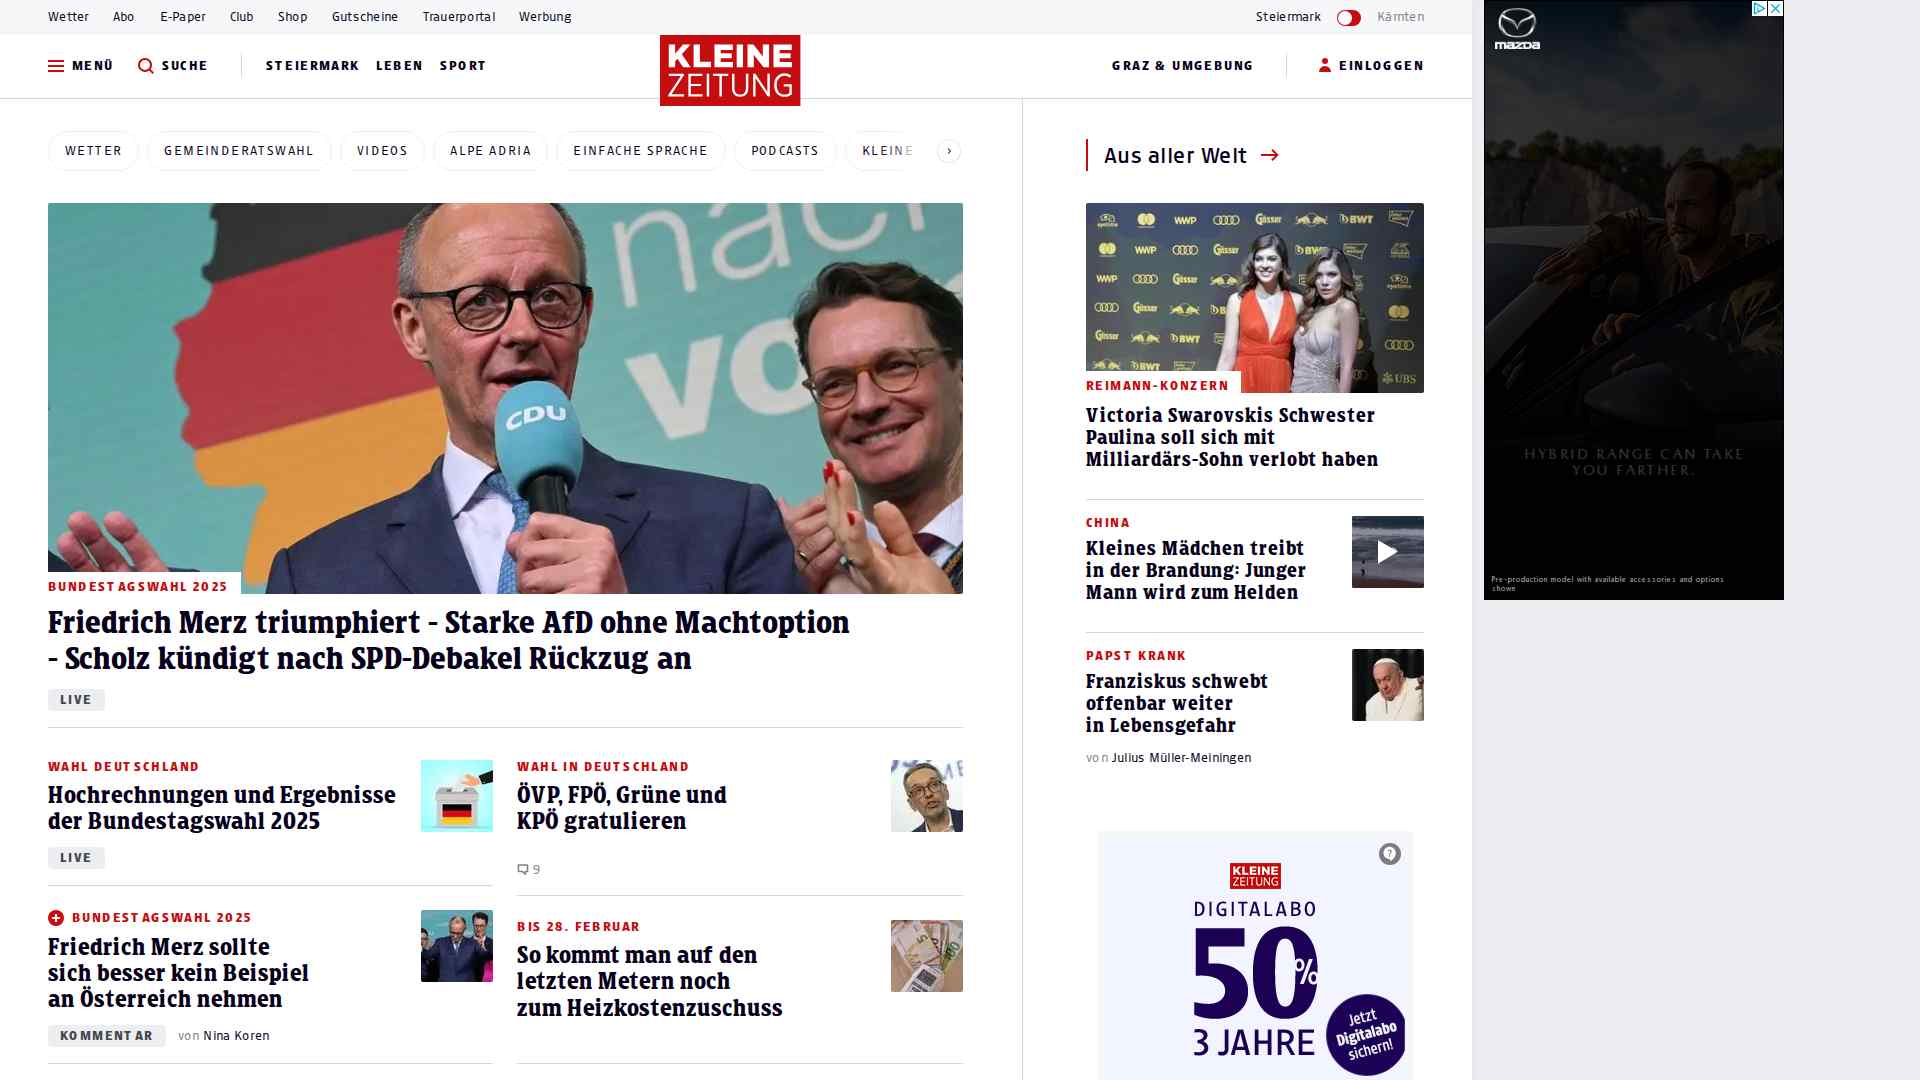 Wetter Abo E-Paper Club Shop Gutscheine Trauerportal Werbung
Steiermark Kärnten
MENÜ SUCHE STEIERMARK LEBEN SPORT
KLEINE
ZEITUNG
GRAZ & UMGEBUNG EINLOGGEN
WETTER GEMEINDERATSWAHL VIDEOS ALPE ADRIA EINFACHE SPRACHE PODCASTS KLEINE
nach
vo
CDU
BUNDESTAGSWAHL 2025
Friedrich Merz triumphiert - Starke AfD ohne Machtoption
- Scholz kündigt nach SPD-Debakel Rückzug an
LIVE
WAHL DEUTSCHLAND
Hochrechnungen und Ergebnisse
der Bundestagswahl 2025
LIVE
BUNDESTAGSWAHL 2025
Friedrich Merz sollte
sich besser kein Beispiel
an Österreich nehmen
KOMMENTAR von Nina Koren
WAHL IN DEUTSCHLAND
ÖVP, FPÖ, Grüne und
KPÖ gratulieren
9
BIS 28. FEBRUAR
So kommt man auf den
letzten Metern noch
zum Heizkostenzuschuss
Aus aller Welt
REIMANN-KONZERN
Victoria Swarovskis Schwester
Paulina soll sich mit
Milliardärs-Sohn verlobt haben
CHINA
Kleines Mädchen treibt
in der Brandung: Junger
Mann wird zum Helden
PAPST KRANK
Franziskus schwebt
offenbar weiter
in Lebensgefahr
von Julius Müller-Meiningen
KLEINE
ZEITUNG
DIGITALABO
50%
3 JAHRE
Jetzt
Digitalabo
sichern!
mazda
HYBRID RANGE CAN TAKE
YOU FARTHER.
Pre-production model with available accessories and options
showe